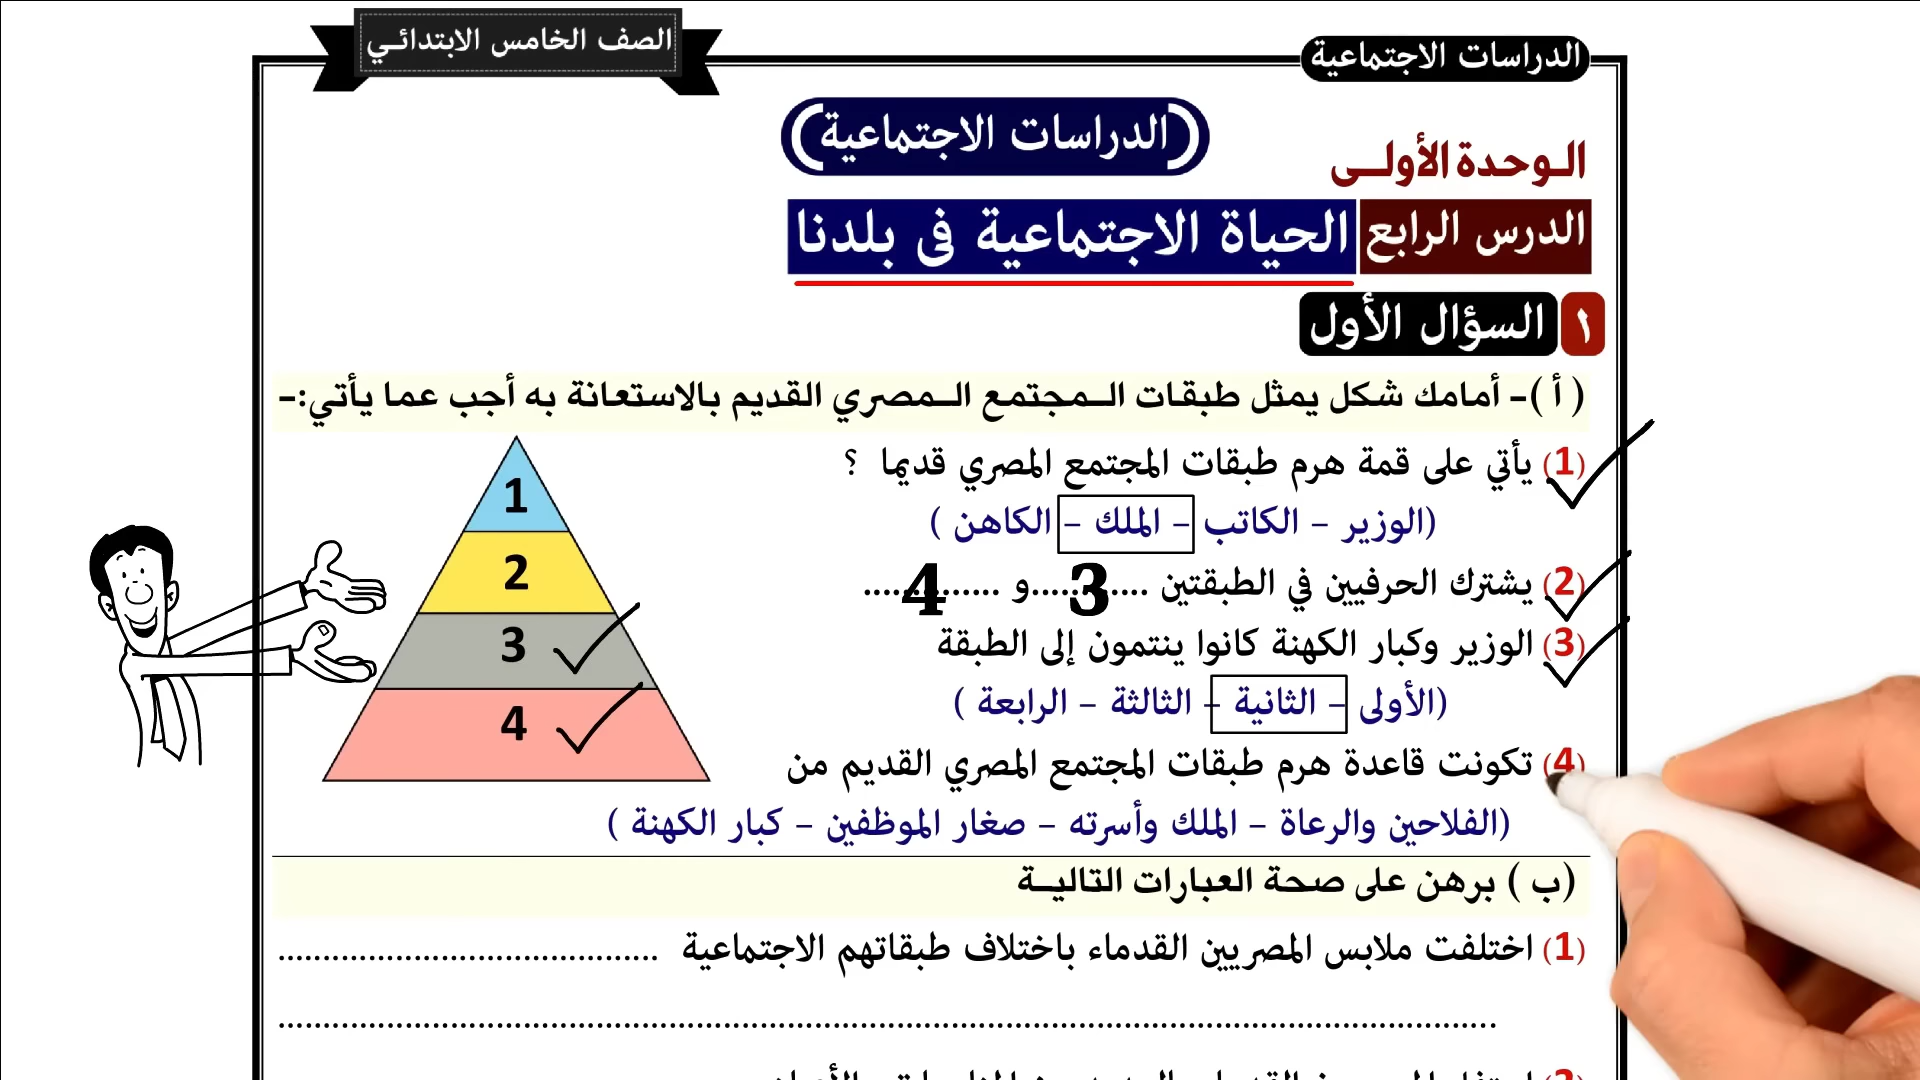 الصف الخامس الابتدائي
الدراسات الاجتماعية
(الدراسات الاجتماعية)
الوحدة الأولى
الدرس الرابع الحياة الاجتماعية فى بلدنا
١ السؤال الأول
( أ )- أمامك شكل يمثل طبقات المجتمع المصري القديم بالاستعانة به أجب عما يأتي:-
(1) يأتي على قمة هرم طبقات المجتمع المصري قديما ؟
(الوزير – الكاتب – الملك – الكاهن )
(2) يشترك الحرفيين في الطبقتين ....3....و ....4....
(3) الوزير وكبار الكهنة كانوا ينتمون إلى الطبقة
(الأولى – الثانية – الثالثة – الرابعة )
(4) تكونت قاعدة هرم طبقات المجتمع المصري القديم من
(الفلاحين والرعاة – الملك وأسرته – صغار الموظفين – كبار الكهنة )
1
2
3
4
(ب ) برهن على صحة العبارات التالية
(1) اختلفت ملابس المصريين القدماء باختلاف طبقاتهم الاجتماعية ......................................